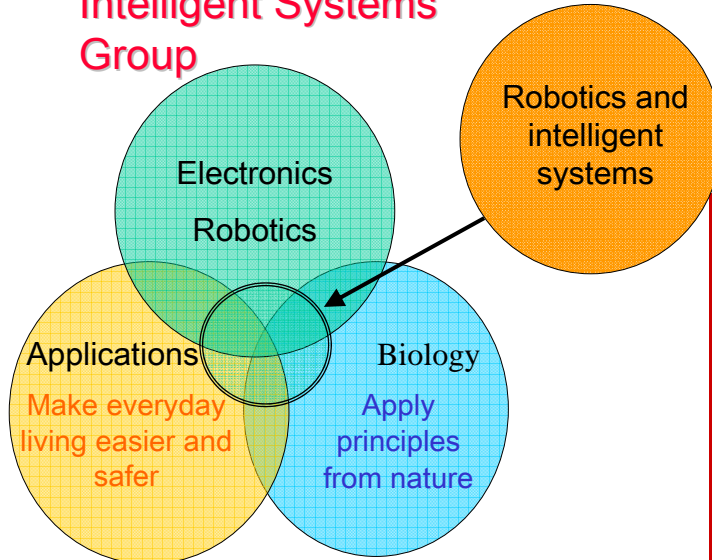 Intelligent Systems
Group
Robotics and
intelligent
systems
Electronics
Robotics
Applications
Make everyday
living easier and
safer
Biology
Apply
principles
from nature